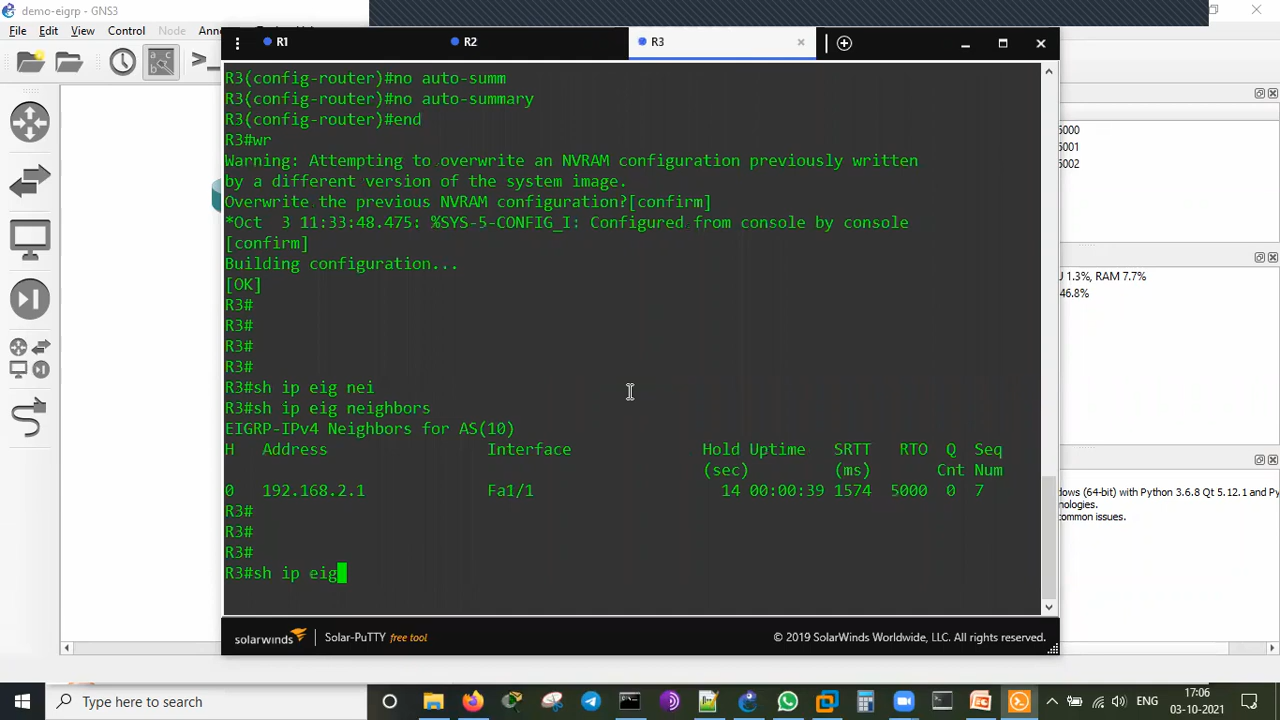 demo-eigrp - GNS3
File Edit View Control Node Anno
R1
R2
R3
R3(config-router)#no auto-summ
R3(config-router)#no auto-summary
R3(config-router)#end
R3#wr
Warning: Attempting to overwrite an NVRAM configuration previously written
by a different version of the system image.
Overwrite the previous NVRAM configuration?[confirm]
*Oct  3 11:33:48.475: %SYS-5-CONFIG_I: Configured from console by console
[confirm]
Building configuration...
[OK]
R3#
R3#
R3#
R3#
R3#sh ip eig nei
R3#sh ip eig neighbors
EIGRP-IPv4 Neighbors for AS(10)
H Address Interface Hold Uptime SRTT RTO Q Seq
(sec) (ms) Cnt Num
0 192.168.2.1 Fa1/1 14 00:00:39 1574 5000 0 7
R3#
R3#
R3#
R3#sh ip eig
solarwinds Solar-PuTTY free tool © 2019 SolarWinds Worldwide, LLC. All rights reserved.
5000
5001
5002
U 1.3%, RAM 7.7%
46.8%
dows (64-bit) with Python 3.6.8 Qt 5.12.1 and Py
nologies.
common issues.
Type here to search
ENG
17:06
03-10-2021